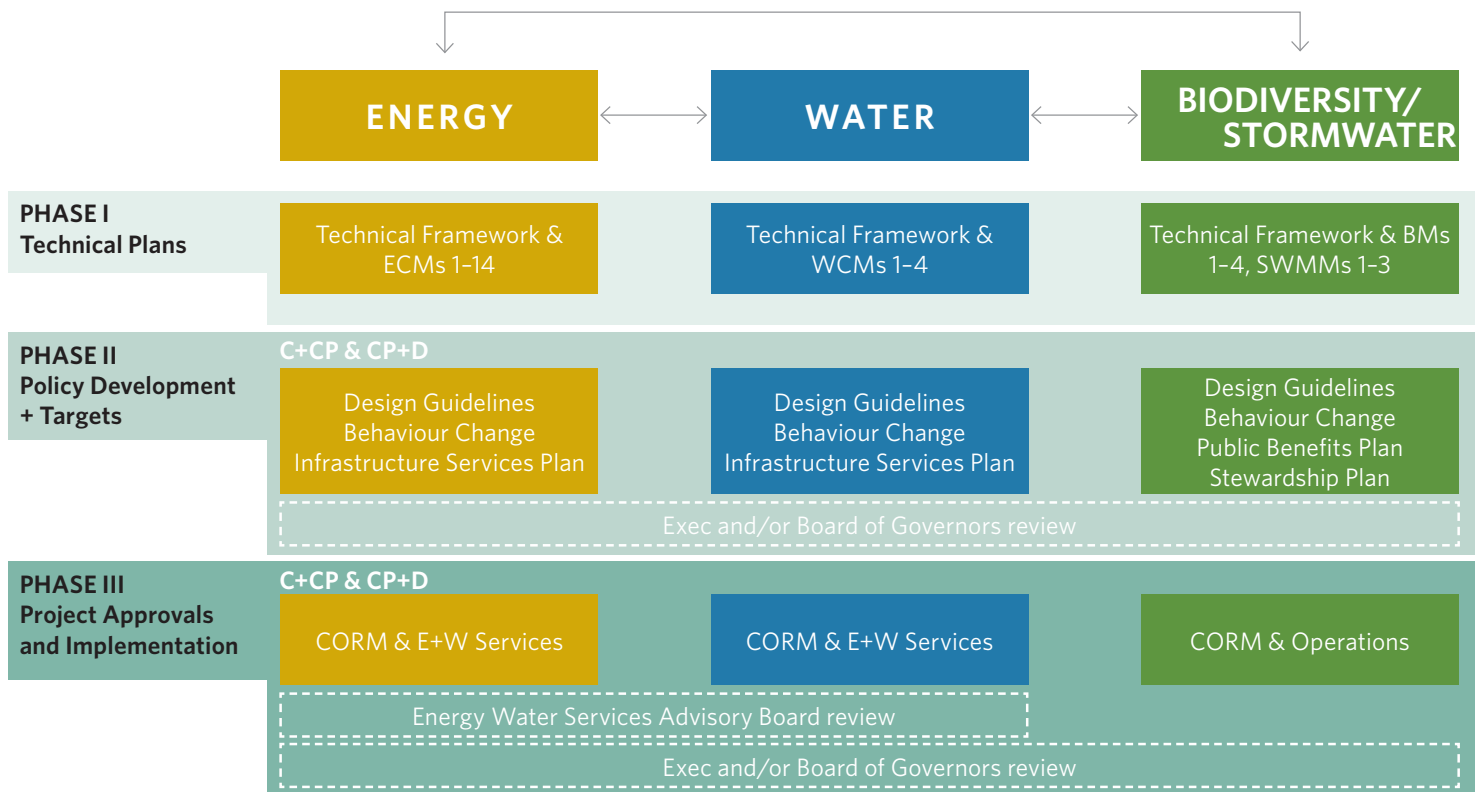 ENERGY
WATER
BIODIVERSITY/
STORMWATER
PHASE I
Technical Plans
Technical Framework &
ECMs 1–14
Technical Framework &
WCMs 1–4
Technical Framework & BMs
1–4, SWMMs 1–3
PHASE II
Policy Development
+ Targets
C+CP & CP+D
Design Guidelines
Behaviour Change
Infrastructure Services Plan
Design Guidelines
Behaviour Change
Infrastructure Services Plan
Design Guidelines
Behaviour Change
Public Benefits Plan
Stewardship Plan
Exec and/or Board of Governors review
PHASE III
Project Approvals
and Implementation
C+CP & CP+D
CORM & E+W Services
CORM & E+W Services
CORM & Operations
Energy Water Services Advisory Board review
Exec and/or Board of Governors review